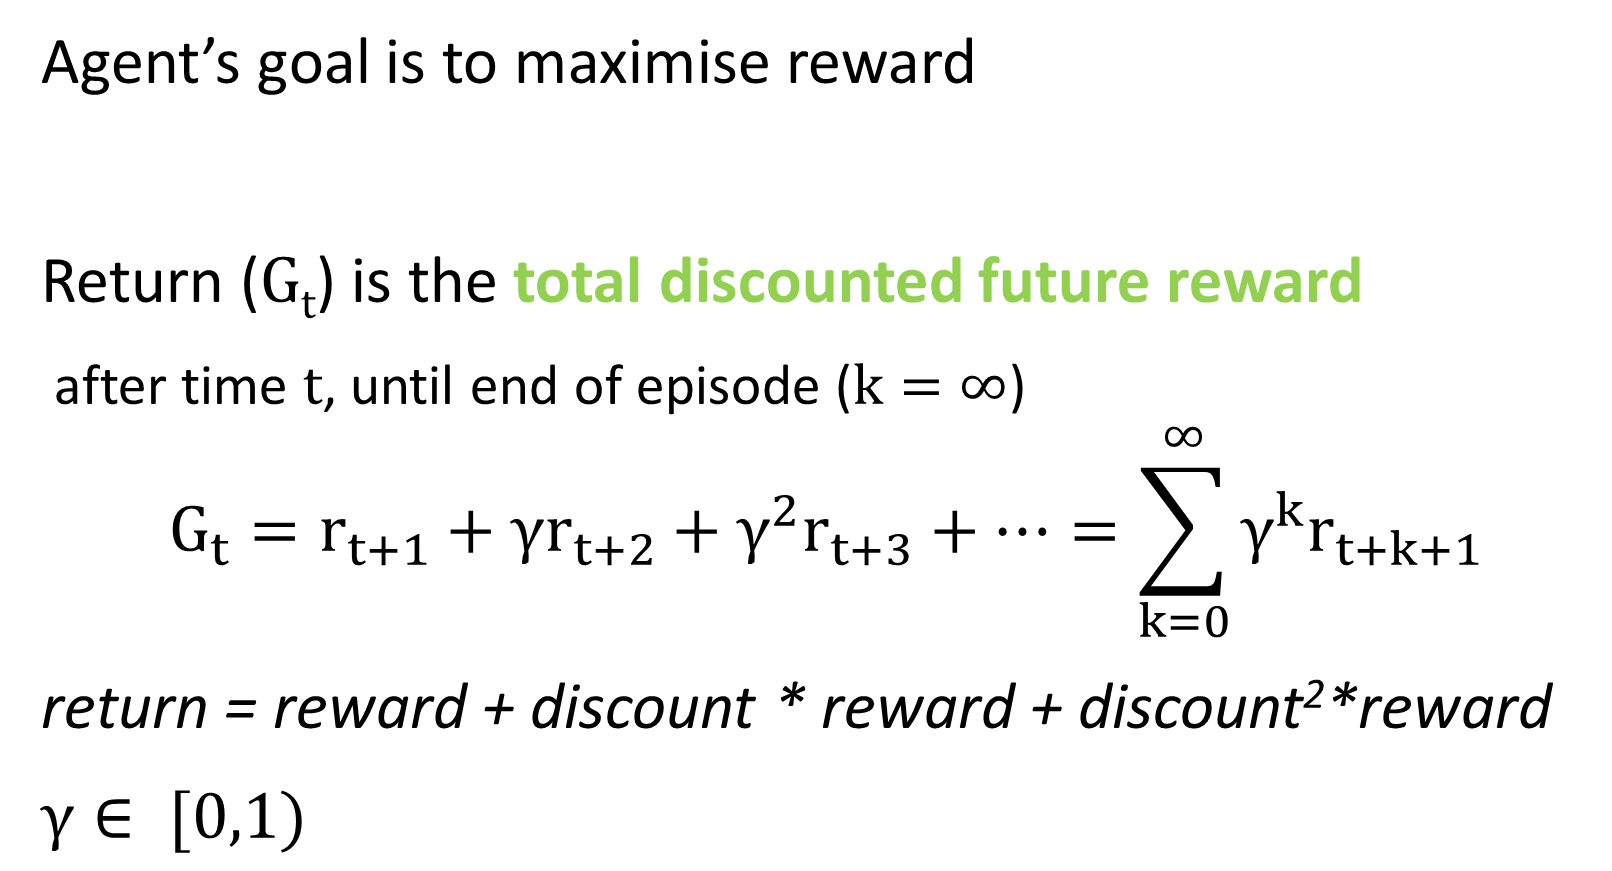 Agent’s goal is to maximise reward
Return (Gₜ) is the total discounted future reward
after time t, until end of episode (k = ∞)
Gₜ = rₜ₊₁ + γrₜ₊₂ + γ²rₜ₊₃ + ⋯ = ∑_{k=0}^{∞} γᵏr_{t+k+1}
return = reward + discount * reward + discount²*reward
γ ∈ [0,1)